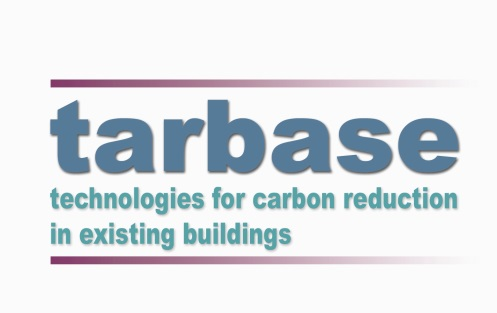 tarbase
technologies for carbon reduction
in existing buildings